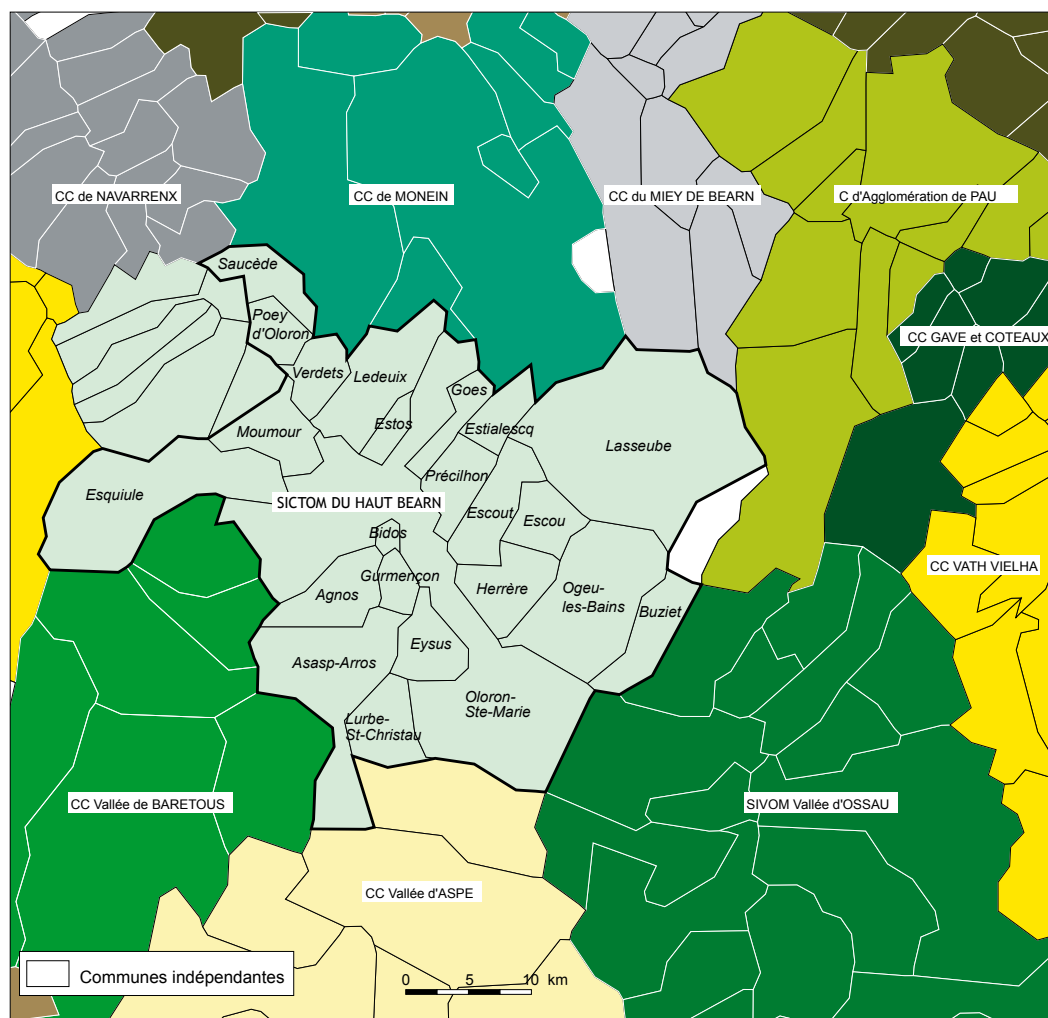 CC de NAVARRENX
CC de MONEIN
CC du MIEY DE BEARN
C d'Agglomération de PAU
Saucède
Poey
d'Oloron
CC GAVE et COTEAUX
Verdets
Ledeuix
Goes
Estos
Estialescq
Moumour
Lasseube
Précilhon
Esquiule
SICTOM DU HAUT BEARN
Escout
Escou
Bidos
CC VATH VIELHA
Gurmençon
Agnos
Herrère
Ogeu-
les-Bains
Buziet
Eysus
Asasp-Arros
Oloron-
Ste-Marie
Lurbe-
St-Christau
CC Vallée de BARETOUS
SIVOM Vallée d'OSSAU
CC Vallée d'ASPE
Communes indépendantes
0 5 10 km